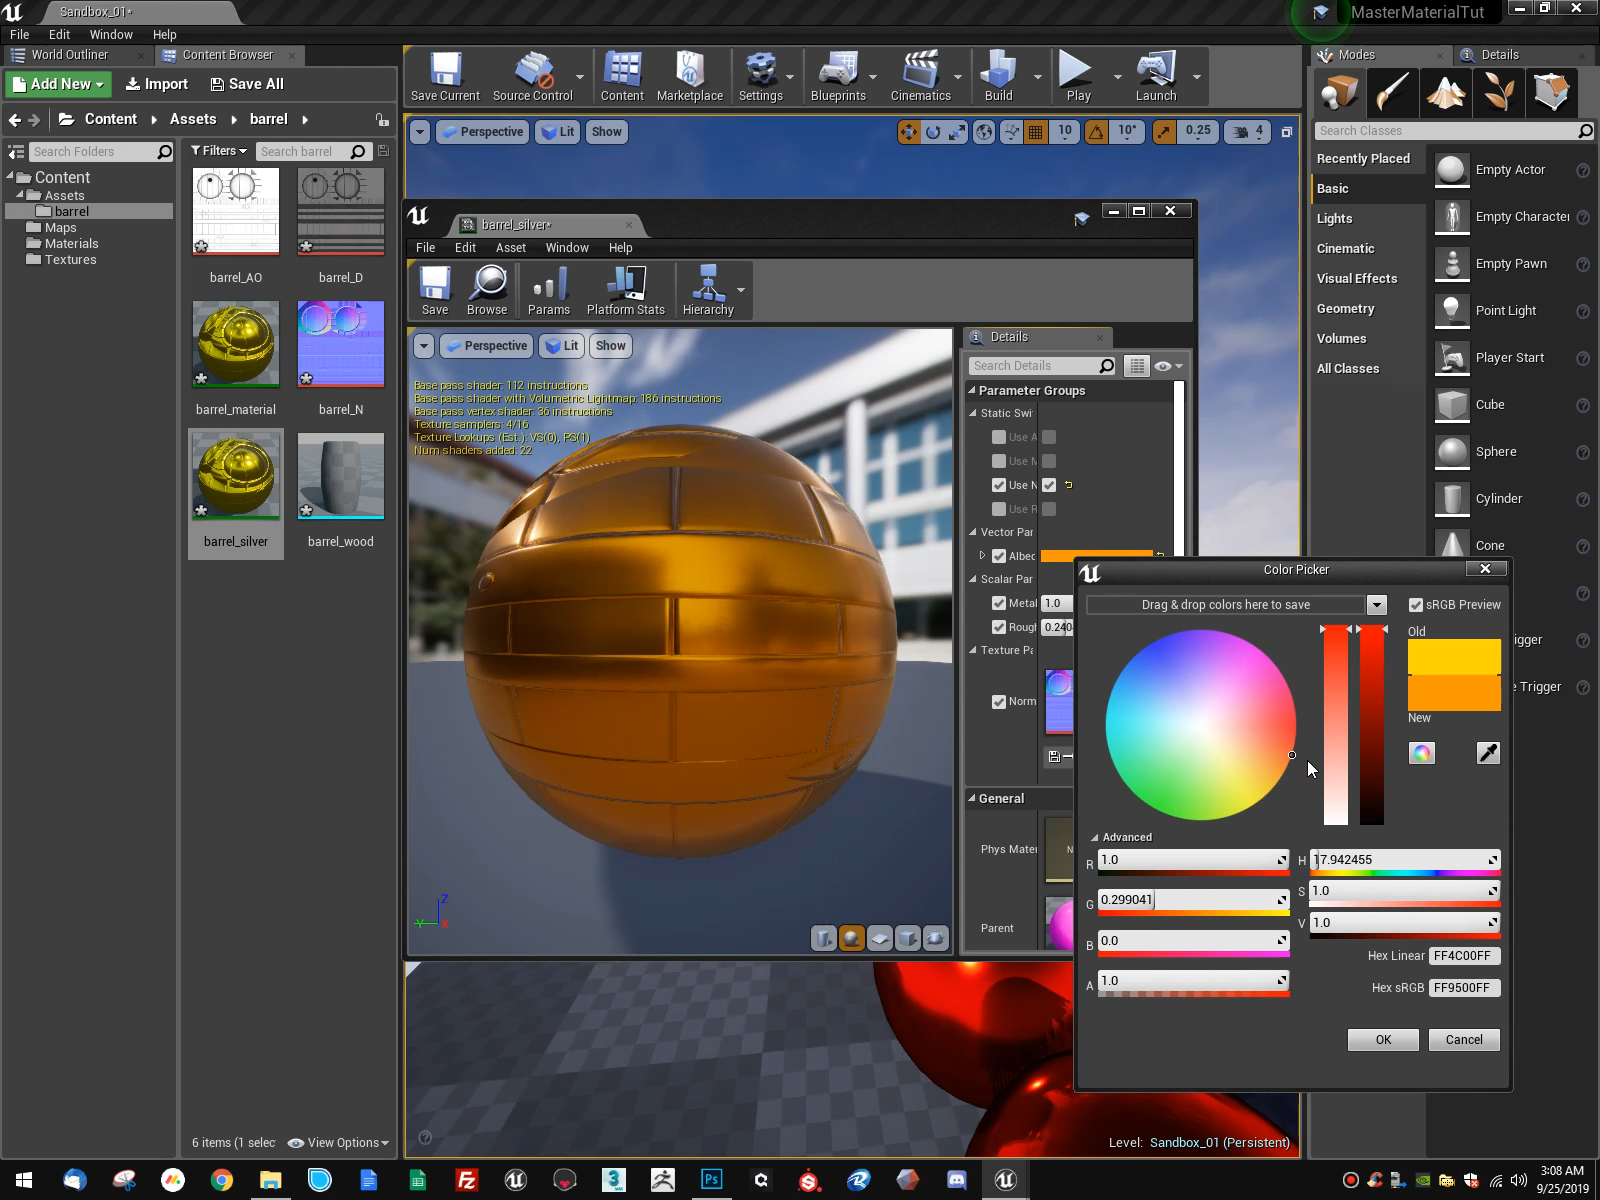 Sandbox_01*
MasterMaterialTut
File Edit Window Help
World Outliner
Content Browser
Add New
Import
Save All
Content
Assets
barrel
Search Folders
Filters
Search barrel
Content
Assets
barrel
Maps
Materials
Textures
barrel_AO
barrel_D
barrel_material
barrel_N
barrel_silver
barrel_wood
6 items (1 selec
View Options
Save Current
Source Control
Content
Marketplace
Settings
Blueprints
Cinematics
Build
Play
Launch
Perspective
Lit
Show
10
10°
0.25
4
barrel_silver*
File Edit Asset Window Help
Save
Browse
Params
Platform Stats
Hierarchy
Perspective
Lit
Show
Base pass shader: 112 instructions
Base pass shader with Volumetric Lightmap: 186 instructions
Base pass vertex shader: 36 instructions
Texture samplers: 4/16
Texture Lookups (Est.): VS(0), PS(1)
Num shaders added: 22
Z
Y
X
Details
Search Details
Parameter Groups
Static Swi
Use A
Use M
Use N
Use R
Vector Par
Albed
Scalar Par
Metal
1.0
Rough
0.240
Texture Pa
Norm
General
Phys Mater
N
Parent
Level: Sandbox_01 (Persistent)
Modes
Details
Search Classes
Recently Placed
Basic
Lights
Cinematic
Visual Effects
Geometry
Volumes
All Classes
Empty Actor
Empty Character
Empty Pawn
Point Light
Player Start
Cube
Sphere
Cylinder
Cone
igger
e Trigger
Color Picker
Drag & drop colors here to save
sRGB Preview
Old
New
Advanced
R 1.0
G 0.299041
B 0.0
A 1.0
H 17.942455
S 1.0
V 1.0
Hex Linear FF4C00FF
Hex sRGB FF9500FF
OK
Cancel
Fz
3
Ps
3:08 AM
9/25/2019